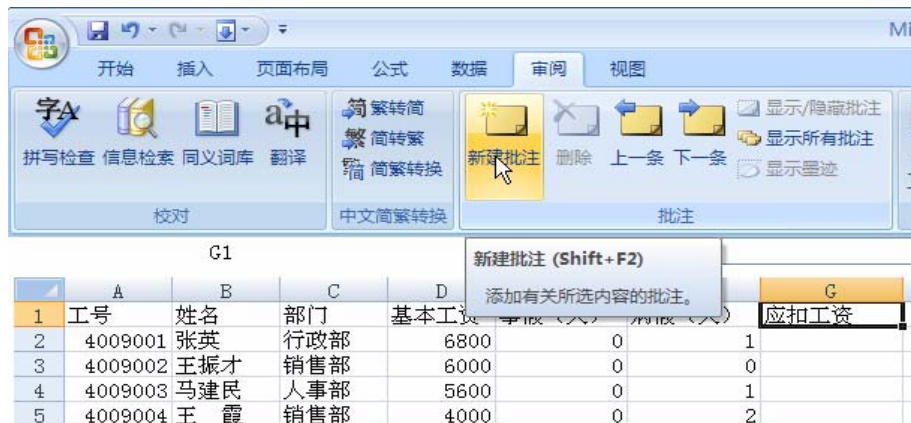 Mi
开始 插入 页面布局 公式 数据 审阅 视图
拼写检查 信息检索 同义词库 翻译
繁转简
简转繁
简繁转换
新建批注 删除 上一条 下一条
显示/隐藏批注
显示所有批注
显示墨迹
校对 中文简繁转换 批注
G1
新建批注 (Shift+F2)
添加有关所选内容的批注。
A B C D G
1 工号 姓名 部门 基本工资 事假（天） 病假（天） 应扣工资
2 4009001 张英 行政部 6800 0 1
3 4009002 王振才 销售部 6000 0 0
4 4009003 马建民 人事部 5600 0 1
5 4009004 王 霞 销售部 4000 0 2